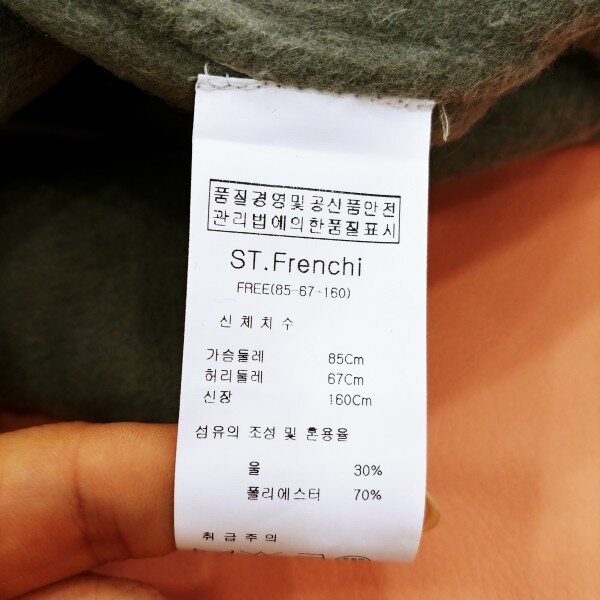 품질경영및공신품안전
관리법에의한품질표시
ST.Frenchi
FREE(85-67-160)
신체치수
가슴둘레 85Cm
허리둘레 67Cm
신장 160Cm
섬유의 조성 및 혼용율
울 30%
폴리에스터 70%
취급주의